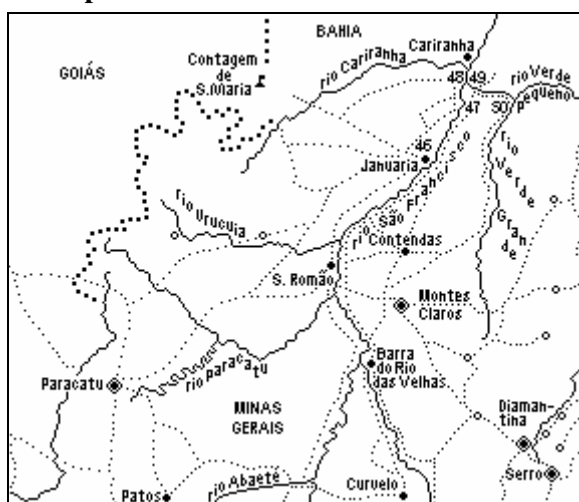 BAHIA
Contagem
de
S.Maria
GOIÁS
Cariranha
rio Cariranha
48 49
rio Verde
Pequeno
47
50
46
Januaria
rio São Francisco
rio Verde
Grande
rio Urucuia
Contendas
S. Romão
Montes
Claros
rio paracatu
Barra
do Rio
das Velhas
Paracatu
MINAS
GERAIS
Diaman-
tina
Serro
rio Abaeté
Curvelo
Patos